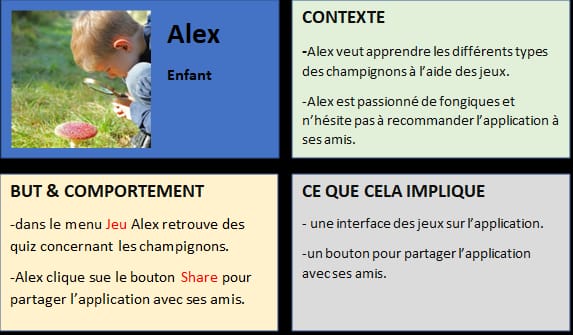 Alex
Enfant
CONTEXTE
-Alex veut apprendre les différents types
des champignons à l'aide des jeux.
-Alex est passionné de fongiques et
n'hésite pas à recommander l'application à
ses amis.
BUT & COMPORTEMENT
-dans le menu Jeu Alex retrouve des
quiz concernant les champignons.
-Alex clique sue le bouton Share pour
partager l'application avec ses amis.
CE QUE CELA IMPLIQUE
- une interface des jeux sur l'application.
-un bouton pour partager l'application
avec ses amis.